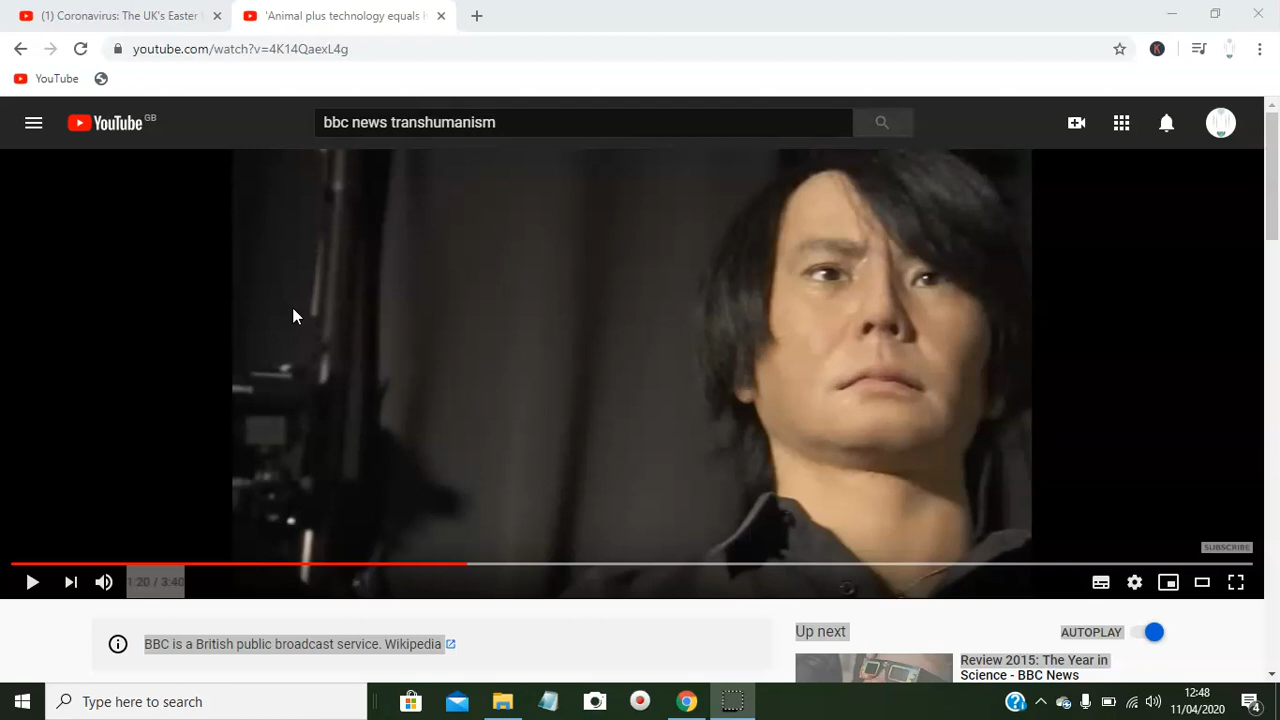 (1) Coronavirus: The UK's Easter
'Animal plus technology equals h
youtube.com/watch?v=4K14QaexL4g
K
YouTube
YouTube GB
bbc news transhumanism
SUBSCRIBE
1:20 / 3:40
BBC is a British public broadcast service. Wikipedia
Up next
AUTOPLAY
Review 2015: The Year in
Science - BBC News
Type here to search
12:48
11/04/2020
4